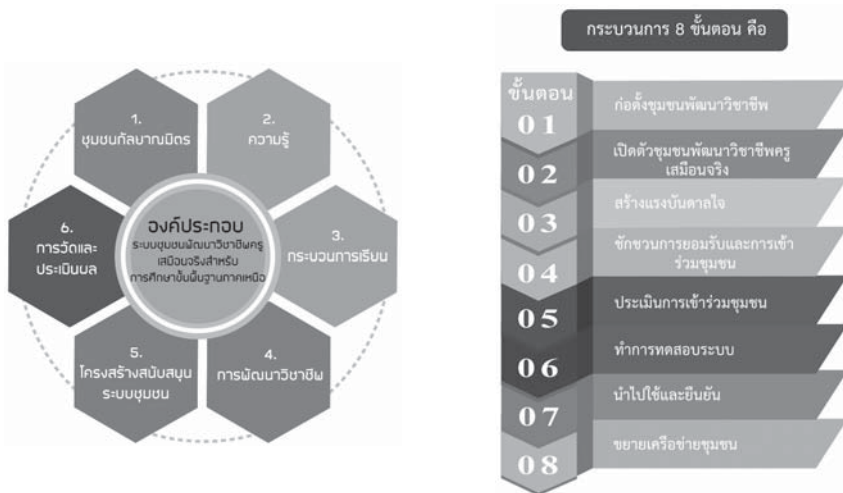 1.
ชุมชนกัลยาณมิตร
2.
ความรู้
3.
กระบวนการเรียน
4.
การพัฒนาวิชาชีพ
5.
โครงสร้างสนับสนุน
ระบบชุมชน
6.
การวัดและ
ประเมินผล
องค์ประกอบ
ระบบชุมชนพัฒนาวิชาชีพครู
เสมือนจริงสำหรับ
การศึกษาขั้นพื้นฐานภาคเหนือ
กระบวนการ 8 ขั้นตอน คือ
ขั้นตอน
01
ก่อตั้งชุมชนพัฒนาวิชาชีพ
02
เปิดตัวชุมชนพัฒนาวิชาชีพครู
เสมือนจริง
03
สร้างแรงบันดาลใจ
04
ชักชวนการยอมรับและการเข้า
ร่วมชุมชน
05
ประเมินการเข้าร่วมชุมชน
06
ทำการทดสอบระบบ
07
นำไปใช้และยืนยัน
08
ขยายเครือข่ายชุมชน